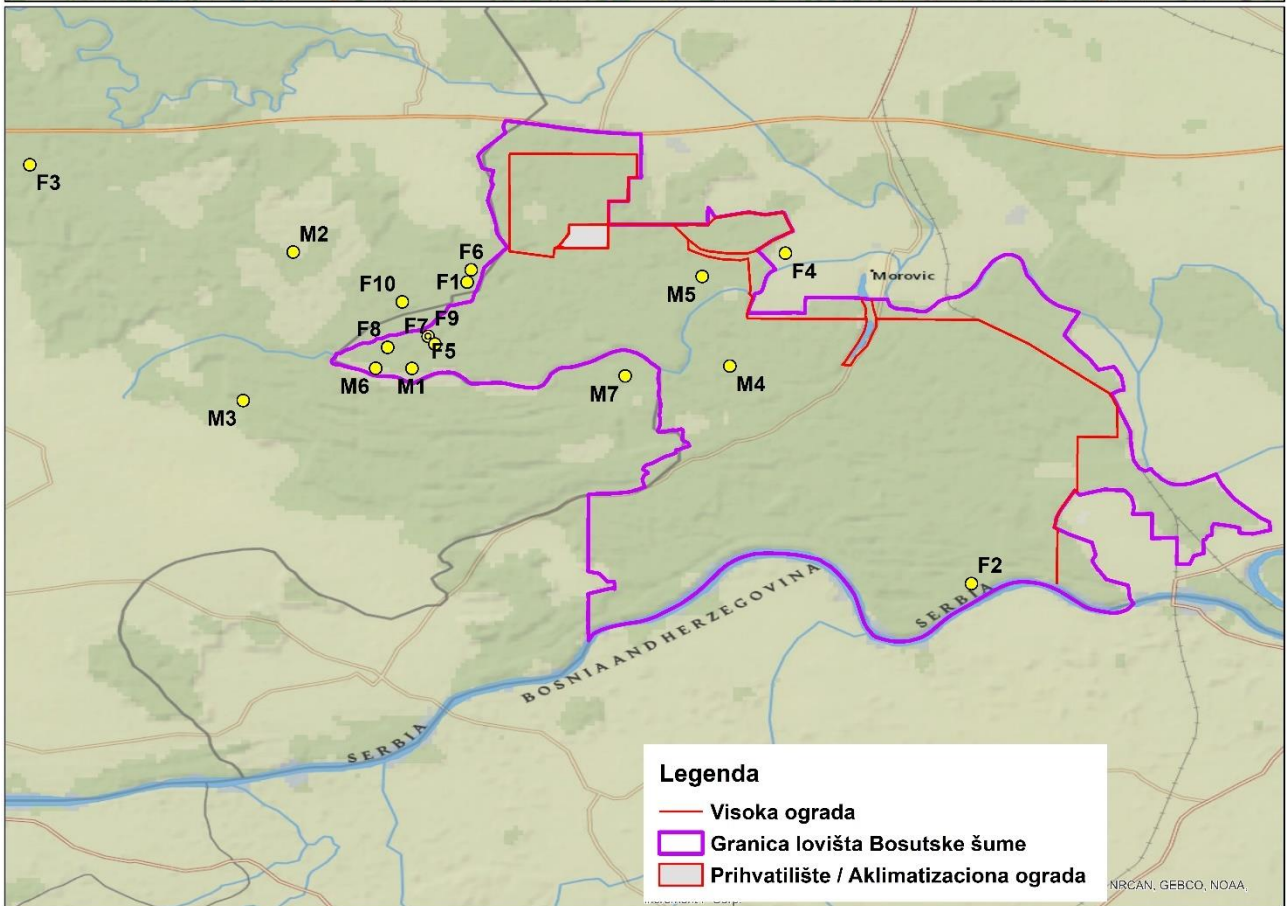 F3
M2
F6
F1
F4
M5
Morovic
F10
F9
F7
F8
F5
M6
M1
M7
M4
M3
F2
SERBIA
BOSNIA AND HERZEGOVINA
SERBIA
Legenda
Visoka ograda
Granica lovišta Bosutske šume
Prihvatilište / Aklimatizaciona ograda
NRCAN, GEBCO, NOAA,